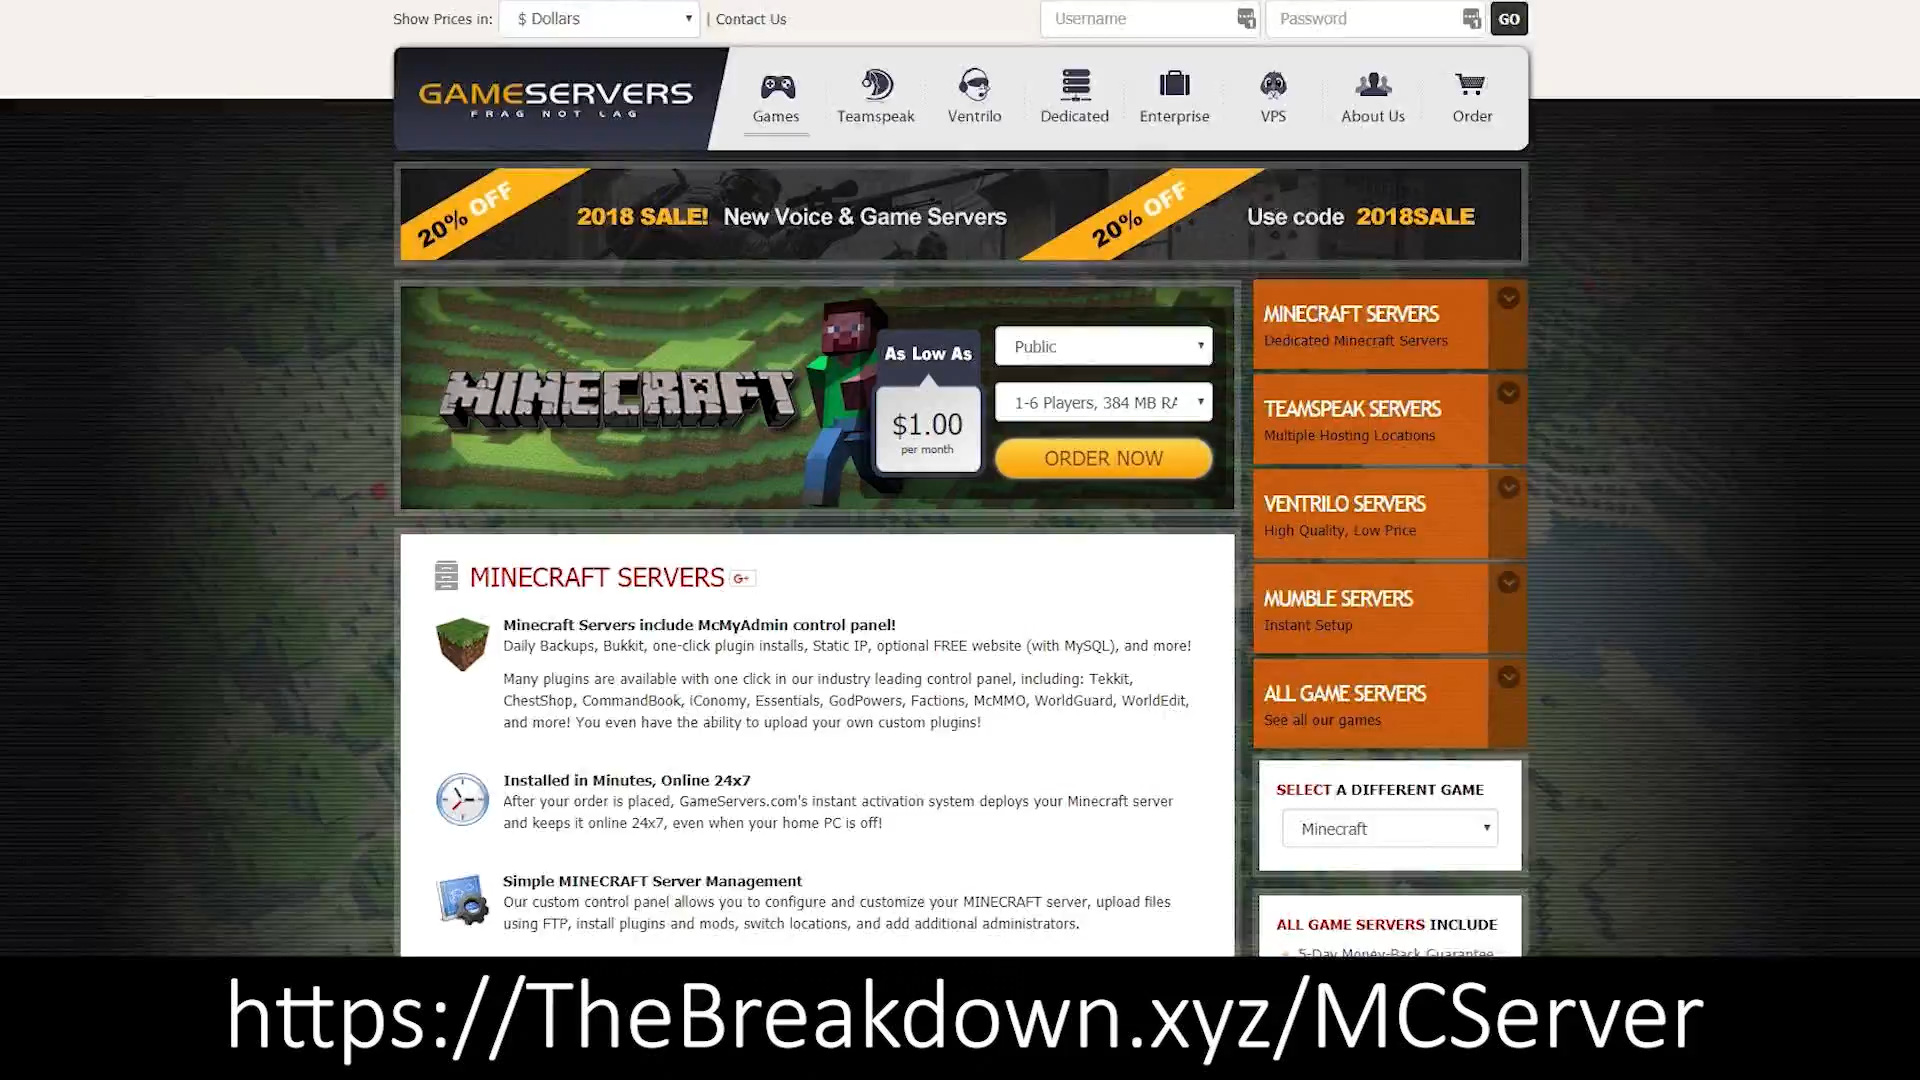 Show Prices in:
$ Dollars
| Contact Us
Username
Password
GO
GAMESERVERS
FRAG NOT LAG
Games
Teamspeak
Ventrilo
Dedicated
Enterprise
VPS
About Us
Order
20% OFF
2018 SALE! New Voice & Game Servers
20% OFF
Use code 2018SALE
MINECRAFT
As Low As
$1.00
per month
Public
1-6 Players, 384 MB RA
ORDER NOW
MINECRAFT SERVERS
Dedicated Minecraft Servers
TEAMSPEAK SERVERS
Multiple Hosting Locations
VENTRILO SERVERS
High Quality, Low Price
MUMBLE SERVERS
Instant Setup
ALL GAME SERVERS
See all our games
MINECRAFT SERVERS
G+
Minecraft Servers include McMyAdmin control panel!
Daily Backups, Bukkit, one-click plugin installs, Static IP, optional FREE website (with MySQL), and more!
Many plugins are available with one click in our industry leading control panel, including: Tekkit,
ChestShop, CommandBook, iConomy, Essentials, GodPowers, Factions, McMMO, WorldGuard, WorldEdit,
and more! You even have the ability to upload your own custom plugins!
Installed in Minutes, Online 24x7
After your order is placed, GameServers.com's instant activation system deploys your Minecraft server
and keeps it online 24x7, even when your home PC is off!
Simple MINECRAFT Server Management
Our custom control panel allows you to configure and customize your MINECRAFT server, upload files
using FTP, install plugins and mods, switch locations, and add additional administrators.
SELECT A DIFFERENT GAME
Minecraft
ALL GAME SERVERS INCLUDE
5-Day Money-Back Guarantee
https://TheBreakdown.xyz/MCServer